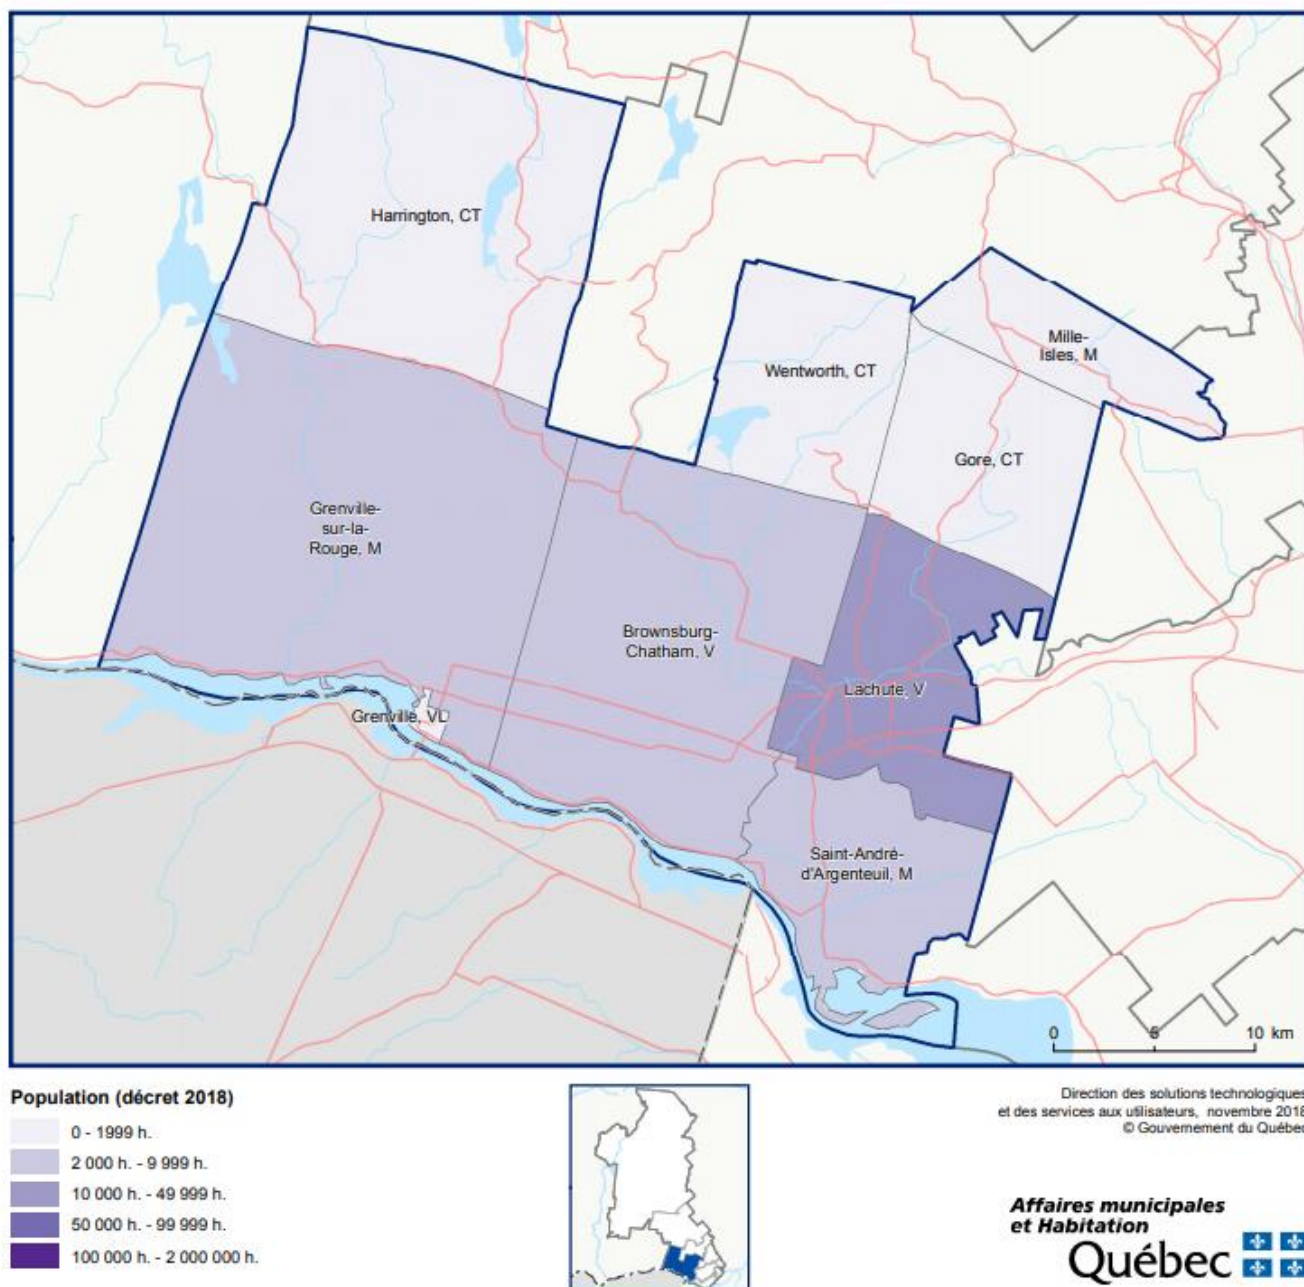 Harrington, CT
Mille-
Isles, M
Wentworth, CT
Gore, CT
Grenville-
sur-la-
Rouge, M
Brownsburg-
Chatham, V
Lachute, V
Grenville, VL
Saint-André-
d'Argenteuil, M
0 5 10 km
Population (décret 2018)
0 - 1999 h.
2 000 h. - 9 999 h.
10 000 h. - 49 999 h.
50 000 h. - 99 999 h.
100 000 h. - 2 000 000 h.
Direction des solutions technologiques
et des services aux utilisateurs, novembre 2018
© Gouvernement du Québec
Affaires municipales
et Habitation
Québec